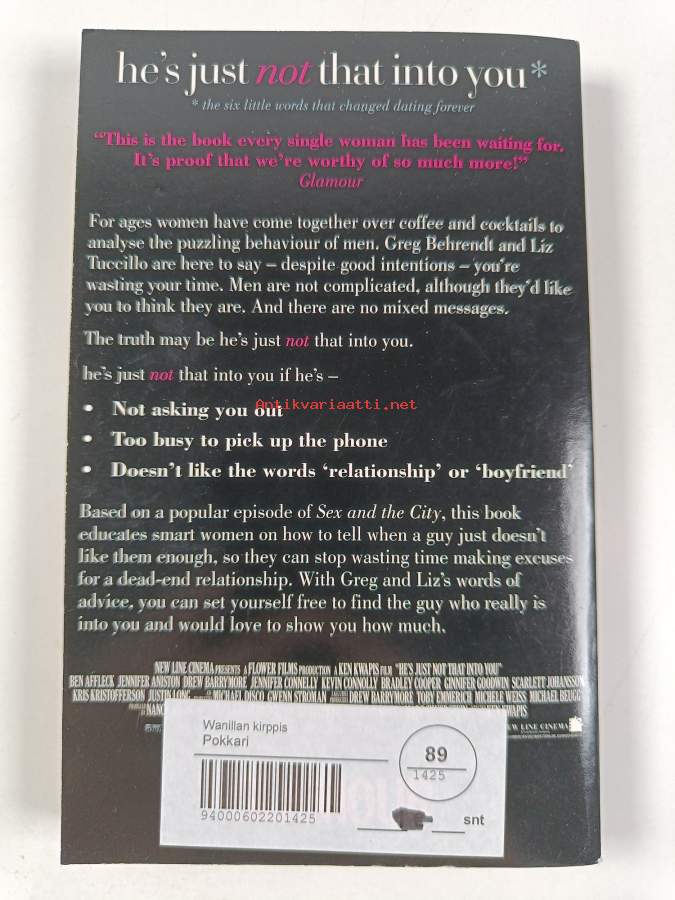 he's just not that into you*
* the six little words that changed dating forever
"This is the book every single woman has been waiting for.
It's proof that we're worthy of so much more!"
Glamour
For ages women have come together over coffee and cocktails to
analyse the puzzling behaviour of men. Greg Behrendt and Liz
Tuccillo are here to say – despite good intentions – you're
wasting your time. Men are not complicated, although they'd like
you to think they are. And there are no mixed messages.
The truth may be he's just not that into you.
he's just not that into you if he's –
• Not asking you out
Antikvariaatti.net
• Too busy to pick up the phone
• Doesn't like the words 'relationship' or 'boyfriend'
Based on a popular episode of Sex and the City, this book
educates smart women on how to tell when a guy just doesn't
like them enough, so they can stop wasting time making excuses
for a dead-end relationship. With Greg and Liz's words of
advice, you can set yourself free to find the guy who really is
into you and would love to show you how much.
NEW LINE CINEMA PRESENTS A FLOWER FILMS PRODUCTION A KEN KWAPIS FILM "HE'S JUST NOT THAT INTO YOU"
BEN AFFLECK JENNIFER ANISTON DREW BARRYMORE JENNIFER CONNELLY KEVIN CONNOLLY BRADLEY COOPER GINNIFER GOODWIN SCARLETT JOHANSSON
KRIS KRISTOFFERSON JUSTIN LONG MICHAEL DISCO GWENN STROMAN DREW BARRYMORE TOBY EMMERICH MICHELE WEISS MICHAEL BEUGG
NANC KWAPIS
NEW LINE CINEMA
Wanillan kirppis
Pokkari
89
1425
94000602201425
snt